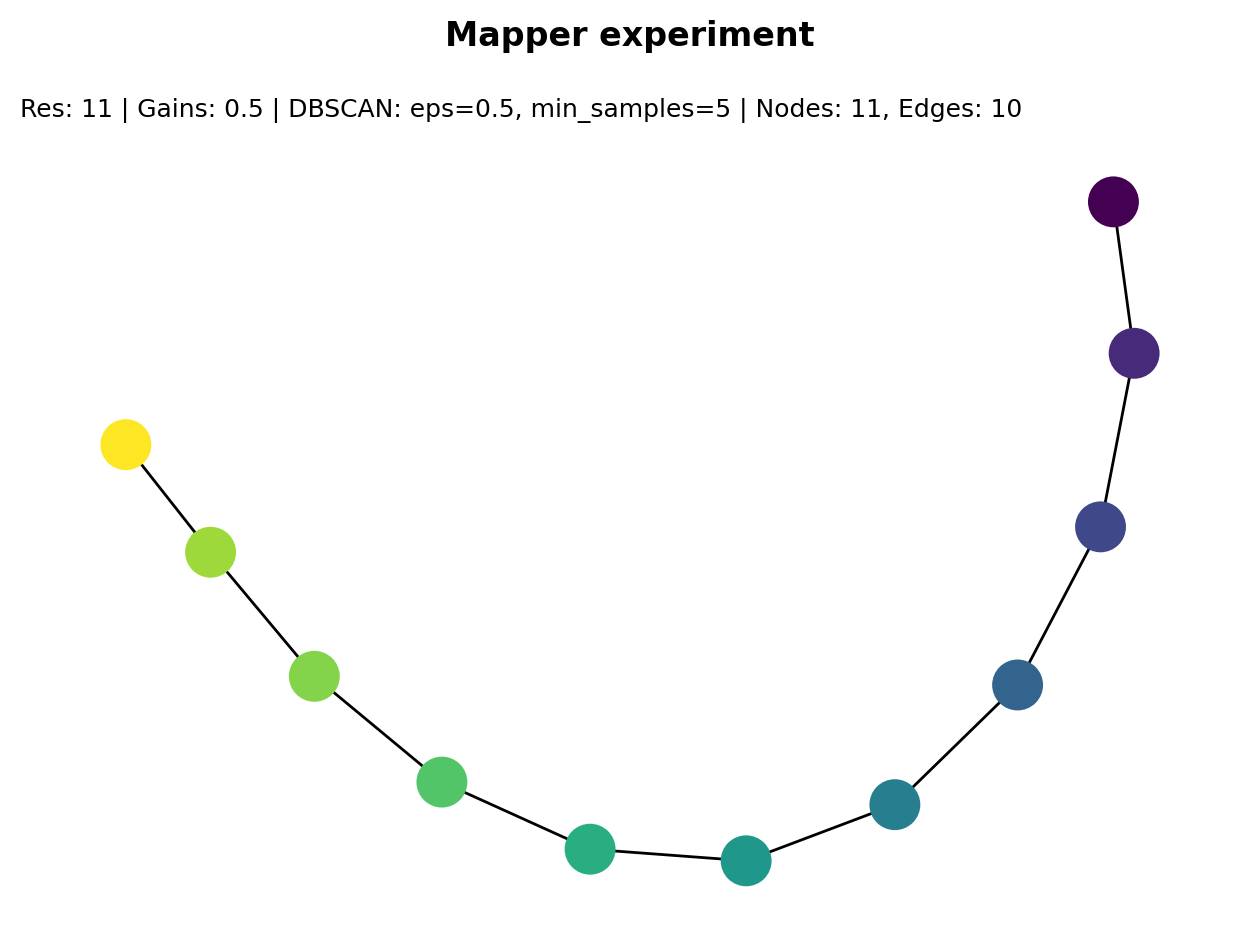 Mapper experiment
Res: 11 | Gains: 0.5 | DBSCAN: eps=0.5, min_samples=5 | Nodes: 11, Edges: 10